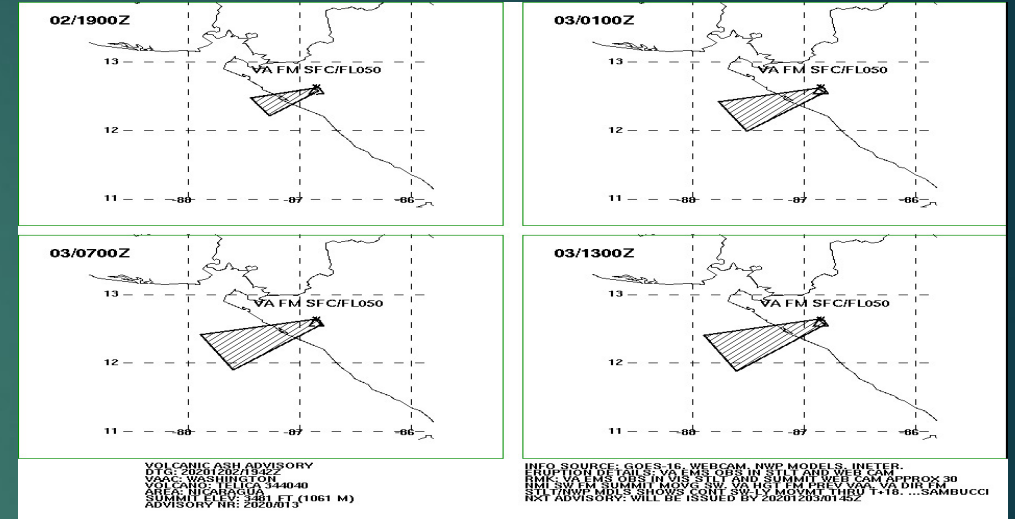 02/1900Z
13
VA FM SFC/FL050
12
11
-88
-87
-86
03/0100Z
13
VA FM SFC/FL050
12
11
-88
-87
-86
03/0700Z
13
VA FM SFC/FL050
12
11
-88
-87
-86
03/1300Z
13
VA FM SFC/FL050
12
11
-88
-87
-86
VOLCANIC ASH ADVISORY
DTG: 20201202/1942Z
VAAC: WASHINGTON
VOLCANO: TELICA 344040
AREA: NICARAGUA
SUMMIT ELEV: 3481 FT (1061 M)
ADVISORY NR: 2020/013
INFO SOURCE: GOES-16. WEBCAM. NWP MODELS. INETER.
ERUPTION DETAILS: VA EMS OBS IN STLT AND WEB CAM
RMK: VA EMS OBS IN VIS STLT AND SUMMIT WEB CAM APPROX 30
NMI SW FM SUMMIT MOVG SW. VA HGT FM PREV VAA. VA DIR FM
STLT/NWP MDLS SHOWS CONT SW-LY MOVMT THRU T+18. ...SAMBUCCI
NXT ADVISORY: WILL BE ISSUED BY 20201203/0145Z